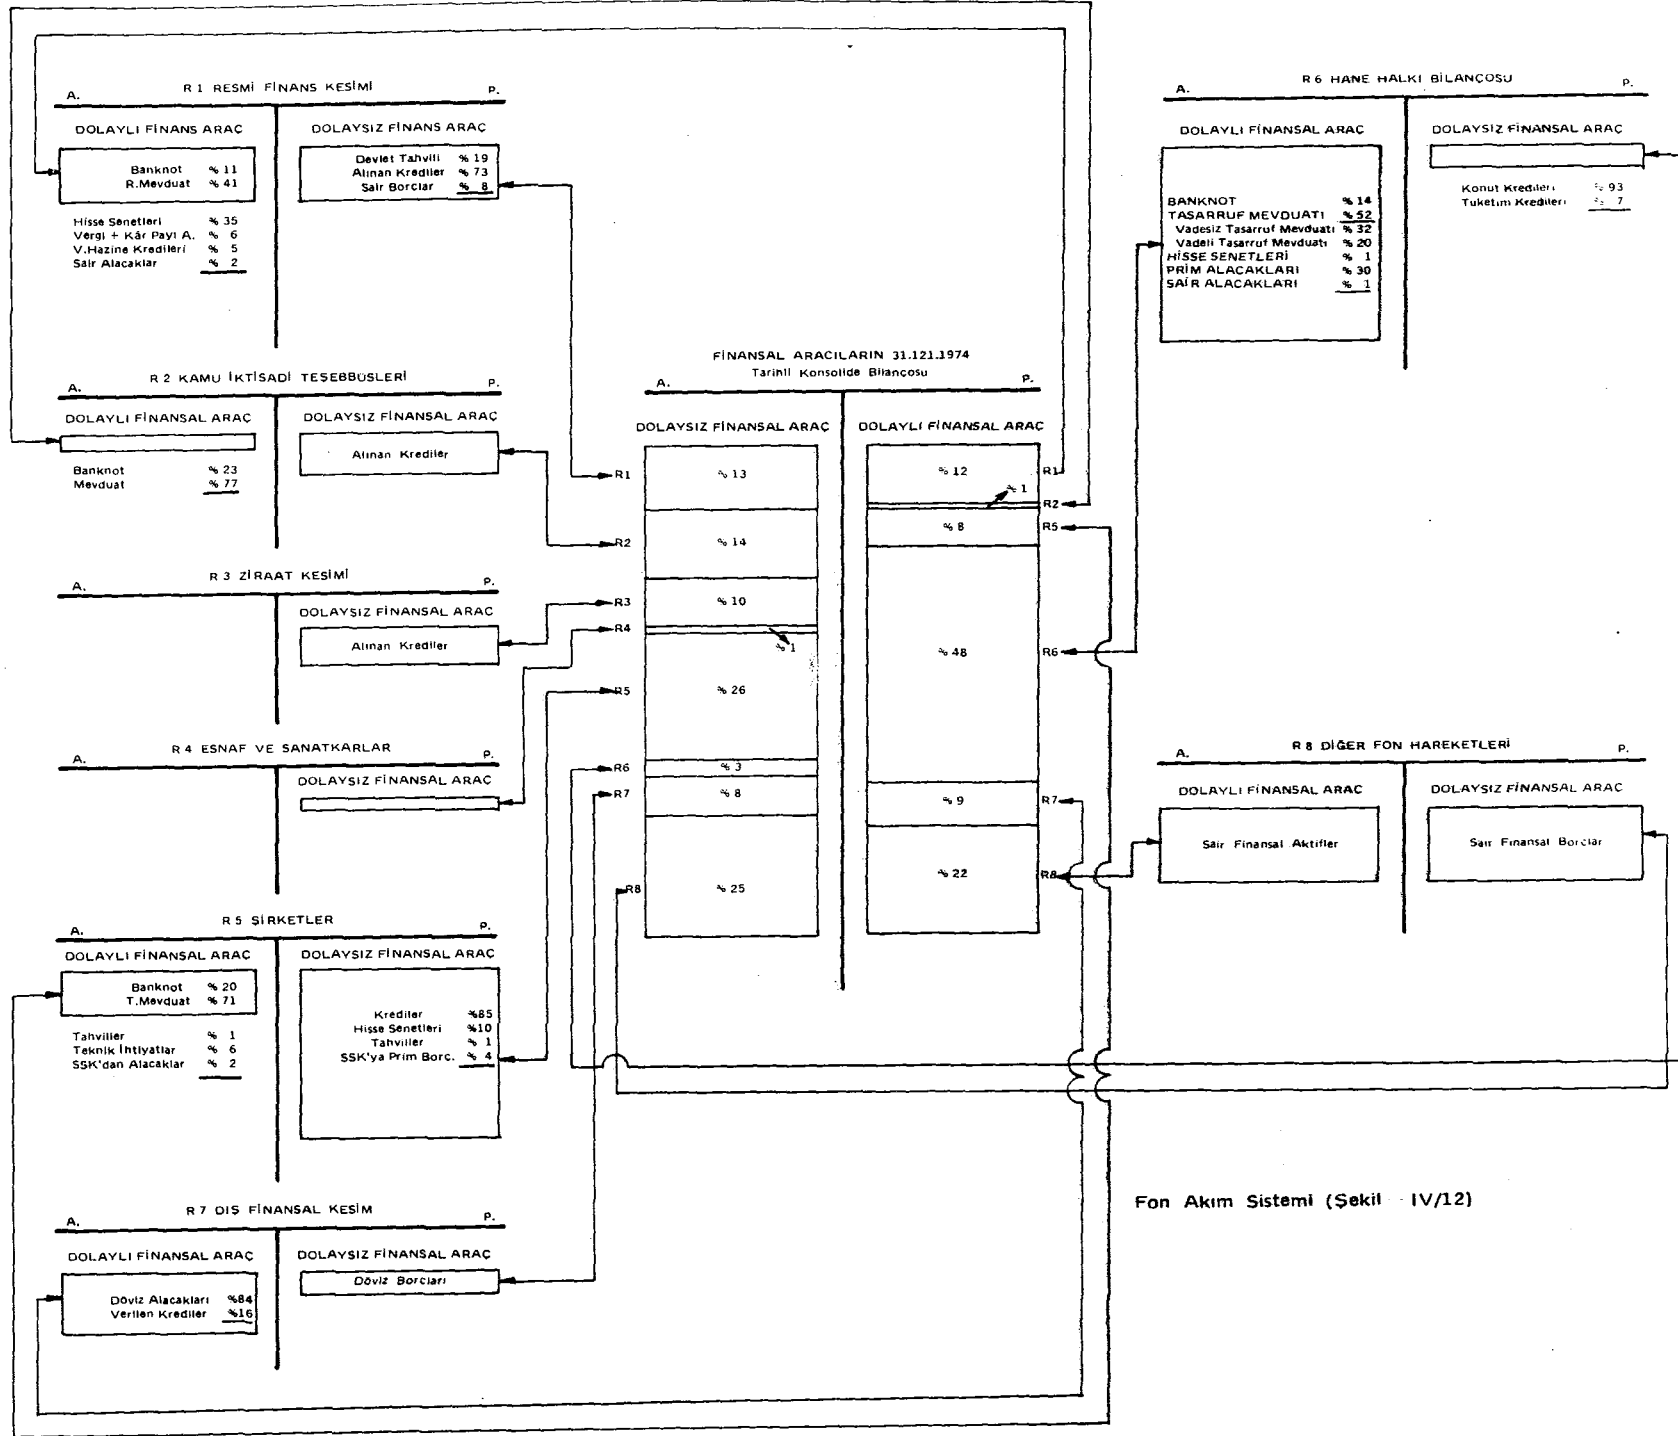 R 1 RESMİ FİNANS KESİMİ
A. P.
DOLAYLI FİNANS ARAÇ
Banknot % 11
R.Mevduat % 41
Hisse Senetleri % 35
Vergi + Kâr Payı A. % 6
V.Hazine Kredileri % 5
Sair Alacaklar % 2
DOLAYSIZ FİNANS ARAÇ
Devlet Tahvili % 19
Alınan Krediler % 73
Sair Borclar % 8
R 2 KAMU İKTİSADİ TEŞEBBÜSLERİ
A. P.
DOLAYLI FİNANSAL ARAÇ
Banknot % 23
Mevduat % 77
DOLAYSIZ FİNANSAL ARAÇ
Alınan Krediler
R 3 ZİRAAT KESİMİ
A. P.
DOLAYSIZ FİNANSAL ARAÇ
Alınan Krediler
R 4 ESNAF VE SANATKARLAR
A. P.
DOLAYSIZ FİNANSAL ARAÇ
R 5 ŞİRKETLER
A. P.
DOLAYLI FİNANSAL ARAÇ
Banknot % 20
T.Mevduat % 71
Tahviller % 1
Teknik İhtiyatlar % 6
SSK'dan Alacaklar % 2
DOLAYSIZ FİNANSAL ARAÇ
Krediler %85
Hisse Senetleri %10
Tahviller % 1
SSK'ya Prim Borc. % 4
R 7 DIŞ FİNANSAL KESİM
A. P.
DOLAYLI FİNANSAL ARAÇ
Döviz Alacakları %84
Verilen Krediler %16
DOLAYSIZ FİNANSAL ARAÇ
Döviz Borcları
FİNANSAL ARACILARIN 31.121.1974
Tarihli Konsolide Bilançosu
A. P.
DOLAYSIZ FİNANSAL ARAÇ
R1 % 13
R2 % 14
R3 % 10
R4 % 1
R5 % 26
R6 % 3
R7 % 8
R8 % 25
DOLAYLI FİNANSAL ARAÇ
% 12 R1
% 1 R2
% 8 R5
% 48 R6
% 9 R7
% 22 R8
R 6 HANE HALKI BİLANÇOSU
A. P.
DOLAYLI FİNANSAL ARAÇ
BANKNOT % 14
TASARRUF MEVDUATI % 52
Vadesiz Tasarruf Mevduatı % 32
Vadeli Tasarruf Mevduatı % 20
HİSSE SENETLERİ % 1
PRİM ALACAKLARI % 30
SAİR ALACAKLARI % 1
DOLAYSIZ FİNANSAL ARAÇ
Konut Kredileri % 93
Tuketim Kredileri % 7
R 8 DİĞER FON HAREKETLERİ
A. P.
DOLAYLI FİNANSAL ARAÇ
Sair Finansal Aktifler
DOLAYSIZ FİNANSAL ARAÇ
Sair Finansal Borclar
Fon Akım Sistemi (Şekil - IV/12)